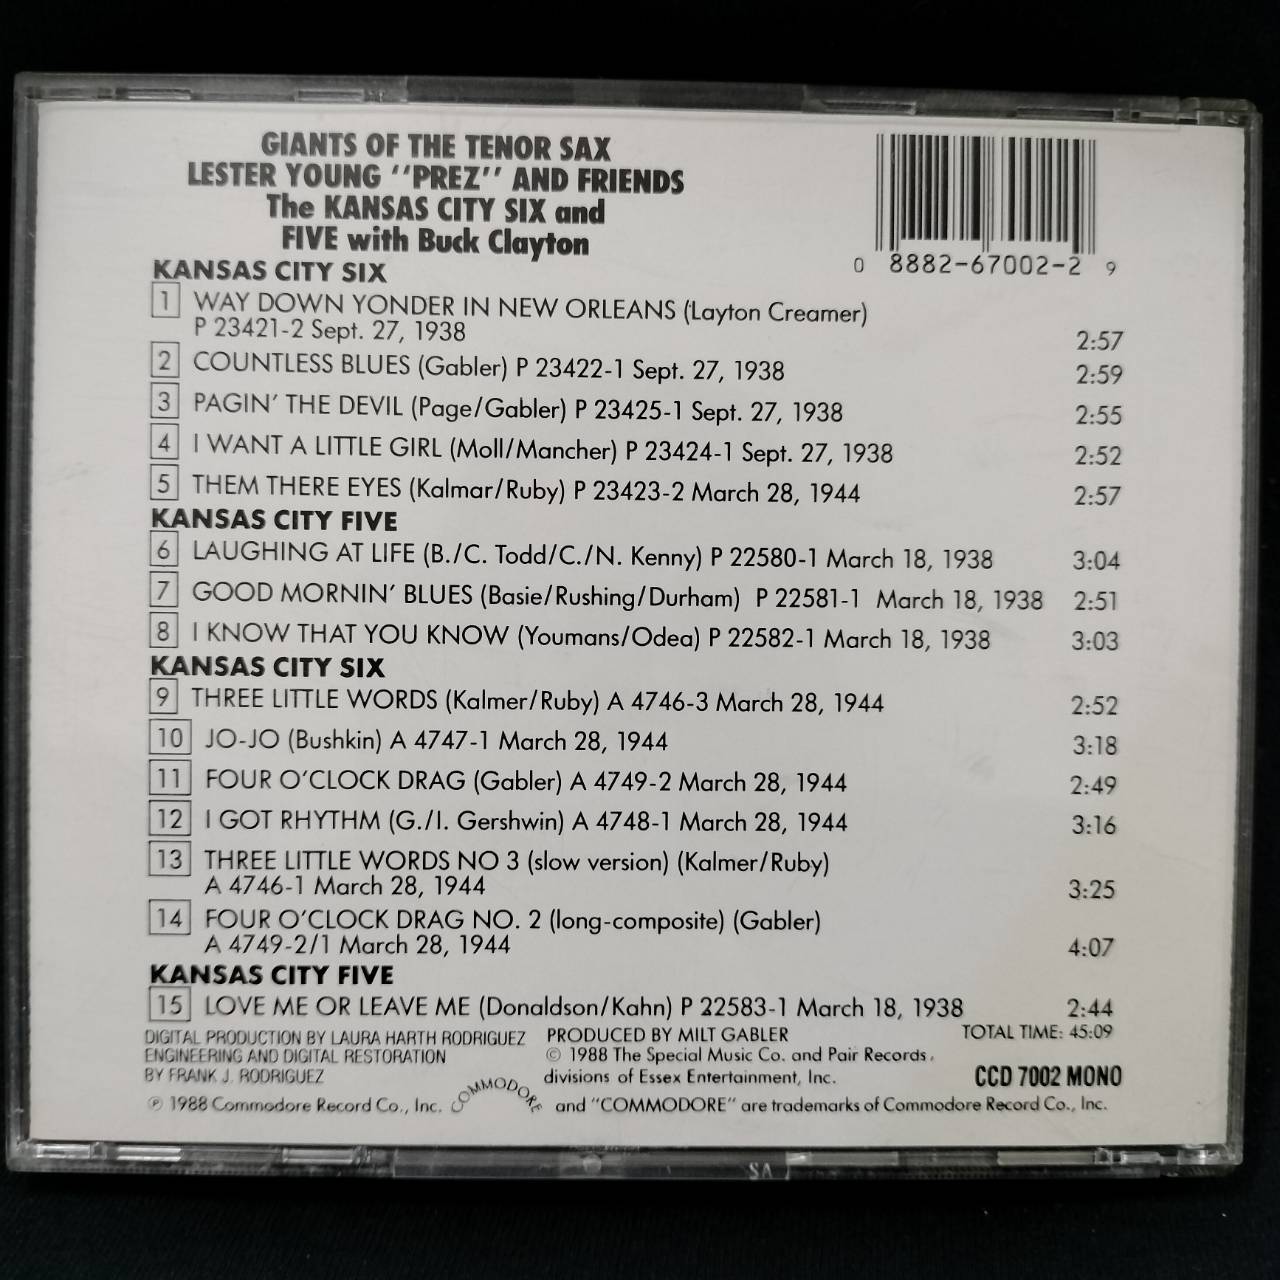 GIANTS OF THE TENOR SAX
LESTER YOUNG ''PREZ'' AND FRIENDS
The KANSAS CITY SIX and
FIVE with Buck Clayton
0 8882-67002-2 9
KANSAS CITY SIX
1 WAY DOWN YONDER IN NEW ORLEANS (Layton Creamer)
P 23421-2 Sept. 27, 1938 2:57
2 COUNTLESS BLUES (Gabler) P 23422-1 Sept. 27, 1938 2:59
3 PAGIN' THE DEVIL (Page/Gabler) P 23425-1 Sept. 27, 1938 2:55
4 I WANT A LITTLE GIRL (Moll/Mancher) P 23424-1 Sept. 27, 1938 2:52
5 THEM THERE EYES (Kalmar/Ruby) P 23423-2 March 28, 1944 2:57
KANSAS CITY FIVE
6 LAUGHING AT LIFE (B./C. Todd/C./N. Kenny) P 22580-1 March 18, 1938 3:04
7 GOOD MORNIN' BLUES (Basie/Rushing/Durham) P 22581-1 March 18, 1938 2:51
8 I KNOW THAT YOU KNOW (Youmans/Odea) P 22582-1 March 18, 1938 3:03
KANSAS CITY SIX
9 THREE LITTLE WORDS (Kalmer/Ruby) A 4746-3 March 28, 1944 2:52
10 JO-JO (Bushkin) A 4747-1 March 28, 1944 3:18
11 FOUR O'CLOCK DRAG (Gabler) A 4749-2 March 28, 1944 2:49
12 I GOT RHYTHM (G./I. Gershwin) A 4748-1 March 28, 1944 3:16
13 THREE LITTLE WORDS NO 3 (slow version) (Kalmer/Ruby)
A 4746-1 March 28, 1944 3:25
14 FOUR O'CLOCK DRAG NO. 2 (long-composite) (Gabler)
A 4749-2/1 March 28, 1944 4:07
KANSAS CITY FIVE
15 LOVE ME OR LEAVE ME (Donaldson/Kahn) P 22583-1 March 18, 1938 2:44
TOTAL TIME: 45:09
DIGITAL PRODUCTION BY LAURA HARTH RODRIGUEZ
ENGINEERING AND DIGITAL RESTORATION
BY FRANK J. RODRIGUEZ
℗ 1988 Commodore Record Co., Inc.
PRODUCED BY MILT GABLER
© 1988 The Special Music Co. and Pair Records,
divisions of Essex Entertainment, Inc.
CCD 7002 MONO
COMMODORE and "COMMODORE" are trademarks of Commodore Record Co., Inc.
SA